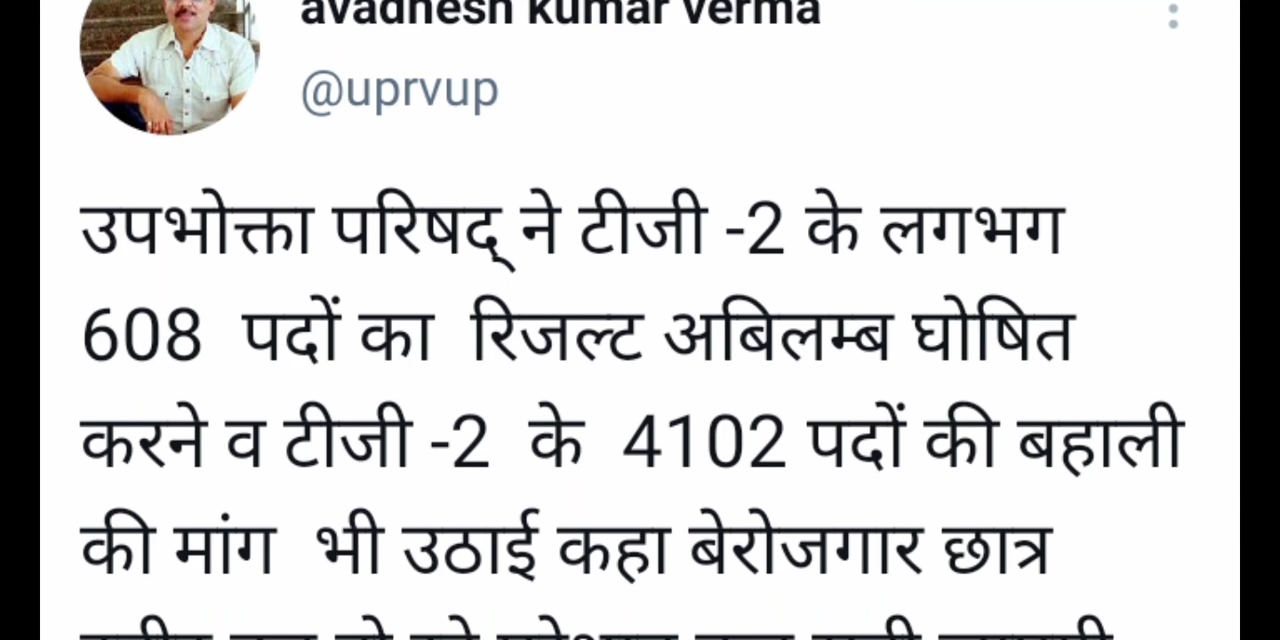 avadhesh kumar verma
@uprvup
उपभोक्ता परिषद् ने टीजी -2 के लगभग
608 पदों का रिजल्ट अबिलम्ब घोषित
करने व टीजी -2 के 4102 पदों की बहाली
की मांग भी उठाई कहा बेरोजगार छात्र